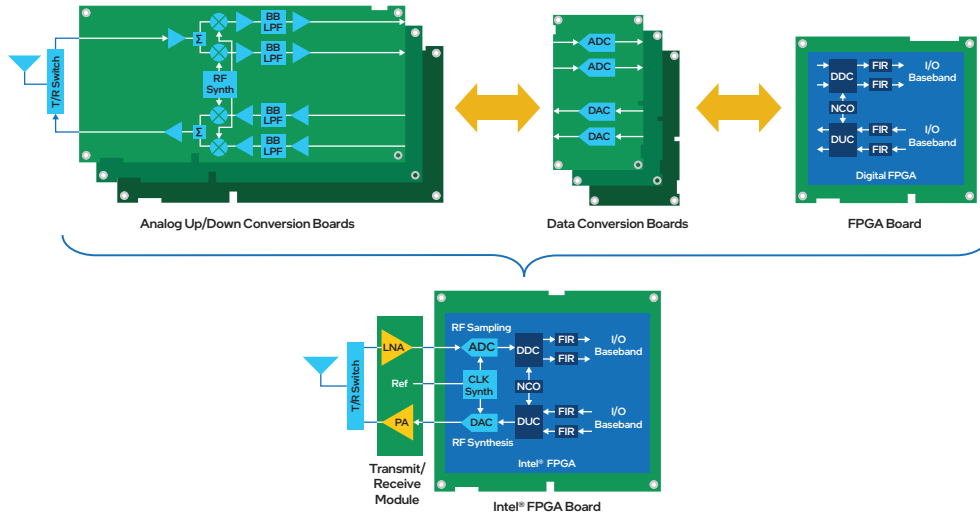 T/R Switch
Σ
BB
LPF
BB
LPF
RF
Synth
Σ
BB
LPF
BB
LPF
Analog Up/Down Conversion Boards
ADC
ADC
DAC
DAC
Data Conversion Boards
DDC
FIR
FIR
I/O
Baseband
NCO
DUC
FIR
FIR
I/O
Baseband
Digital FPGA
FPGA Board
T/R Switch
LNA
Ref
PA
Transmit/
Receive
Module
RF Sampling
ADC
CLK
Synth
DAC
RF Synthesis
DDC
FIR
FIR
I/O
Baseband
NCO
DUC
FIR
FIR
I/O
Baseband
Intel® FPGA
Intel® FPGA Board